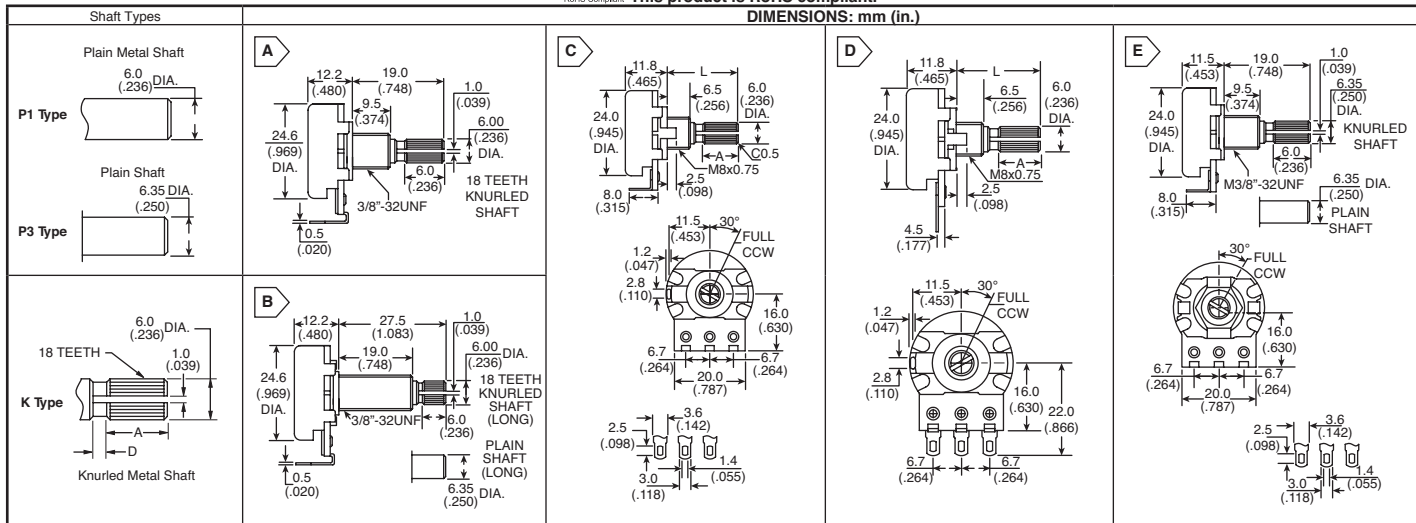 RoHS Compliant This product is RoHS compliant.
Shaft Types
DIMENSIONS: mm (in.)
Plain Metal Shaft
6.0
(.236) DIA.
P1 Type
Plain Shaft
6.35 DIA.
(.250)
P3 Type
6.0
(.236) DIA.
18 TEETH
1.0
(.039)
K Type
A
D
Knurled Metal Shaft
A
12.2
(.480)
19.0
(.748)
1.0
(.039)
9.5
(.374)
24.6
(.969)
DIA.
6.00
(.236)
DIA.
6.0
(.236)
18 TEETH
KNURLED
SHAFT
3/8"-32UNF
0.5
(.020)
B
12.2
(.480)
27.5
(1.083)
1.0
(.039)
19.0
(.748)
6.00
(.236) DIA.
24.6
(.969)
DIA.
18 TEETH
KNURLED
SHAFT
(LONG)
3/8"-32UNF
6.0
(.236)
PLAIN
SHAFT
(LONG)
0.5
(.020)
6.35 DIA.
(.250)
C
11.8
(.465)
L
6.5
(.256)
6.0
(.236)
DIA.
24.0
(.945)
DIA.
A
C0.5
M8x0.75
2.5
(.098)
8.0
(.315)
11.5
(.453)
30°
FULL
CCW
1.2
(.047)
2.8
(.110)
16.0
(.630)
6.7
(.264)
6.7
(.264)
20.0
(.787)
3.6
(.142)
2.5
(.098)
1.4
(.055)
3.0
(.118)
D
11.8
(.465)
L
6.5
(.256)
6.0
(.236)
DIA.
24.0
(.945)
DIA.
A
M8x0.75
2.5
(.098)
4.5
(.177)
11.5
(.453)
30°
FULL
CCW
1.2
(.047)
2.8
(.110)
16.0
(.630)
22.0
(.866)
6.7
(.264)
6.7
(.264)
E
11.5
(.453)
19.0
(.748)
1.0
(.039)
9.5
(.374)
6.35
(.250)
DIA.
24.0
(.945)
DIA.
KNURLED
SHAFT
6.0
(.236)
M3/8"-32UNF
8.0
(.315)
6.35 DIA.
(.250)
PLAIN
SHAFT
30°
FULL
CCW
16.0
(.630)
6.7
(.264)
6.7
(.264)
20.0
(.787)
3.6
(.142)
2.5
(.098)
1.4
(.055)
3.0
(.118)